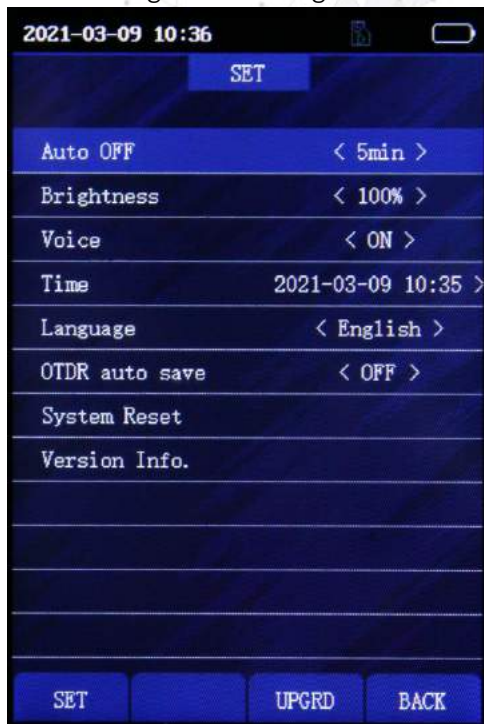 2021-03-09 10:36
SET
Auto OFF < 5min >
Brightness < 100% >
Voice < ON >
Time 2021-03-09 10:35 >
Language < English >
OTDR auto save < OFF >
System Reset
Version Info.
SET UPGRD BACK